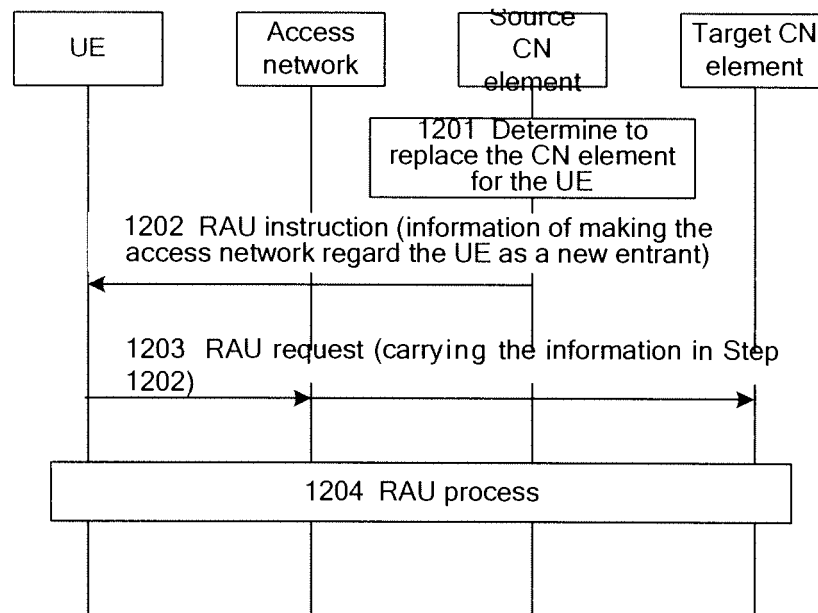 UE
Access
network
Source
CN
element
Target CN
element
1201 Determine to
replace the CN element
for the UE
1202 RAU instruction (information of making the
access network regard the UE as a new entrant)
1203 RAU request (carrying the information in Step
1202)
1204 RAU process